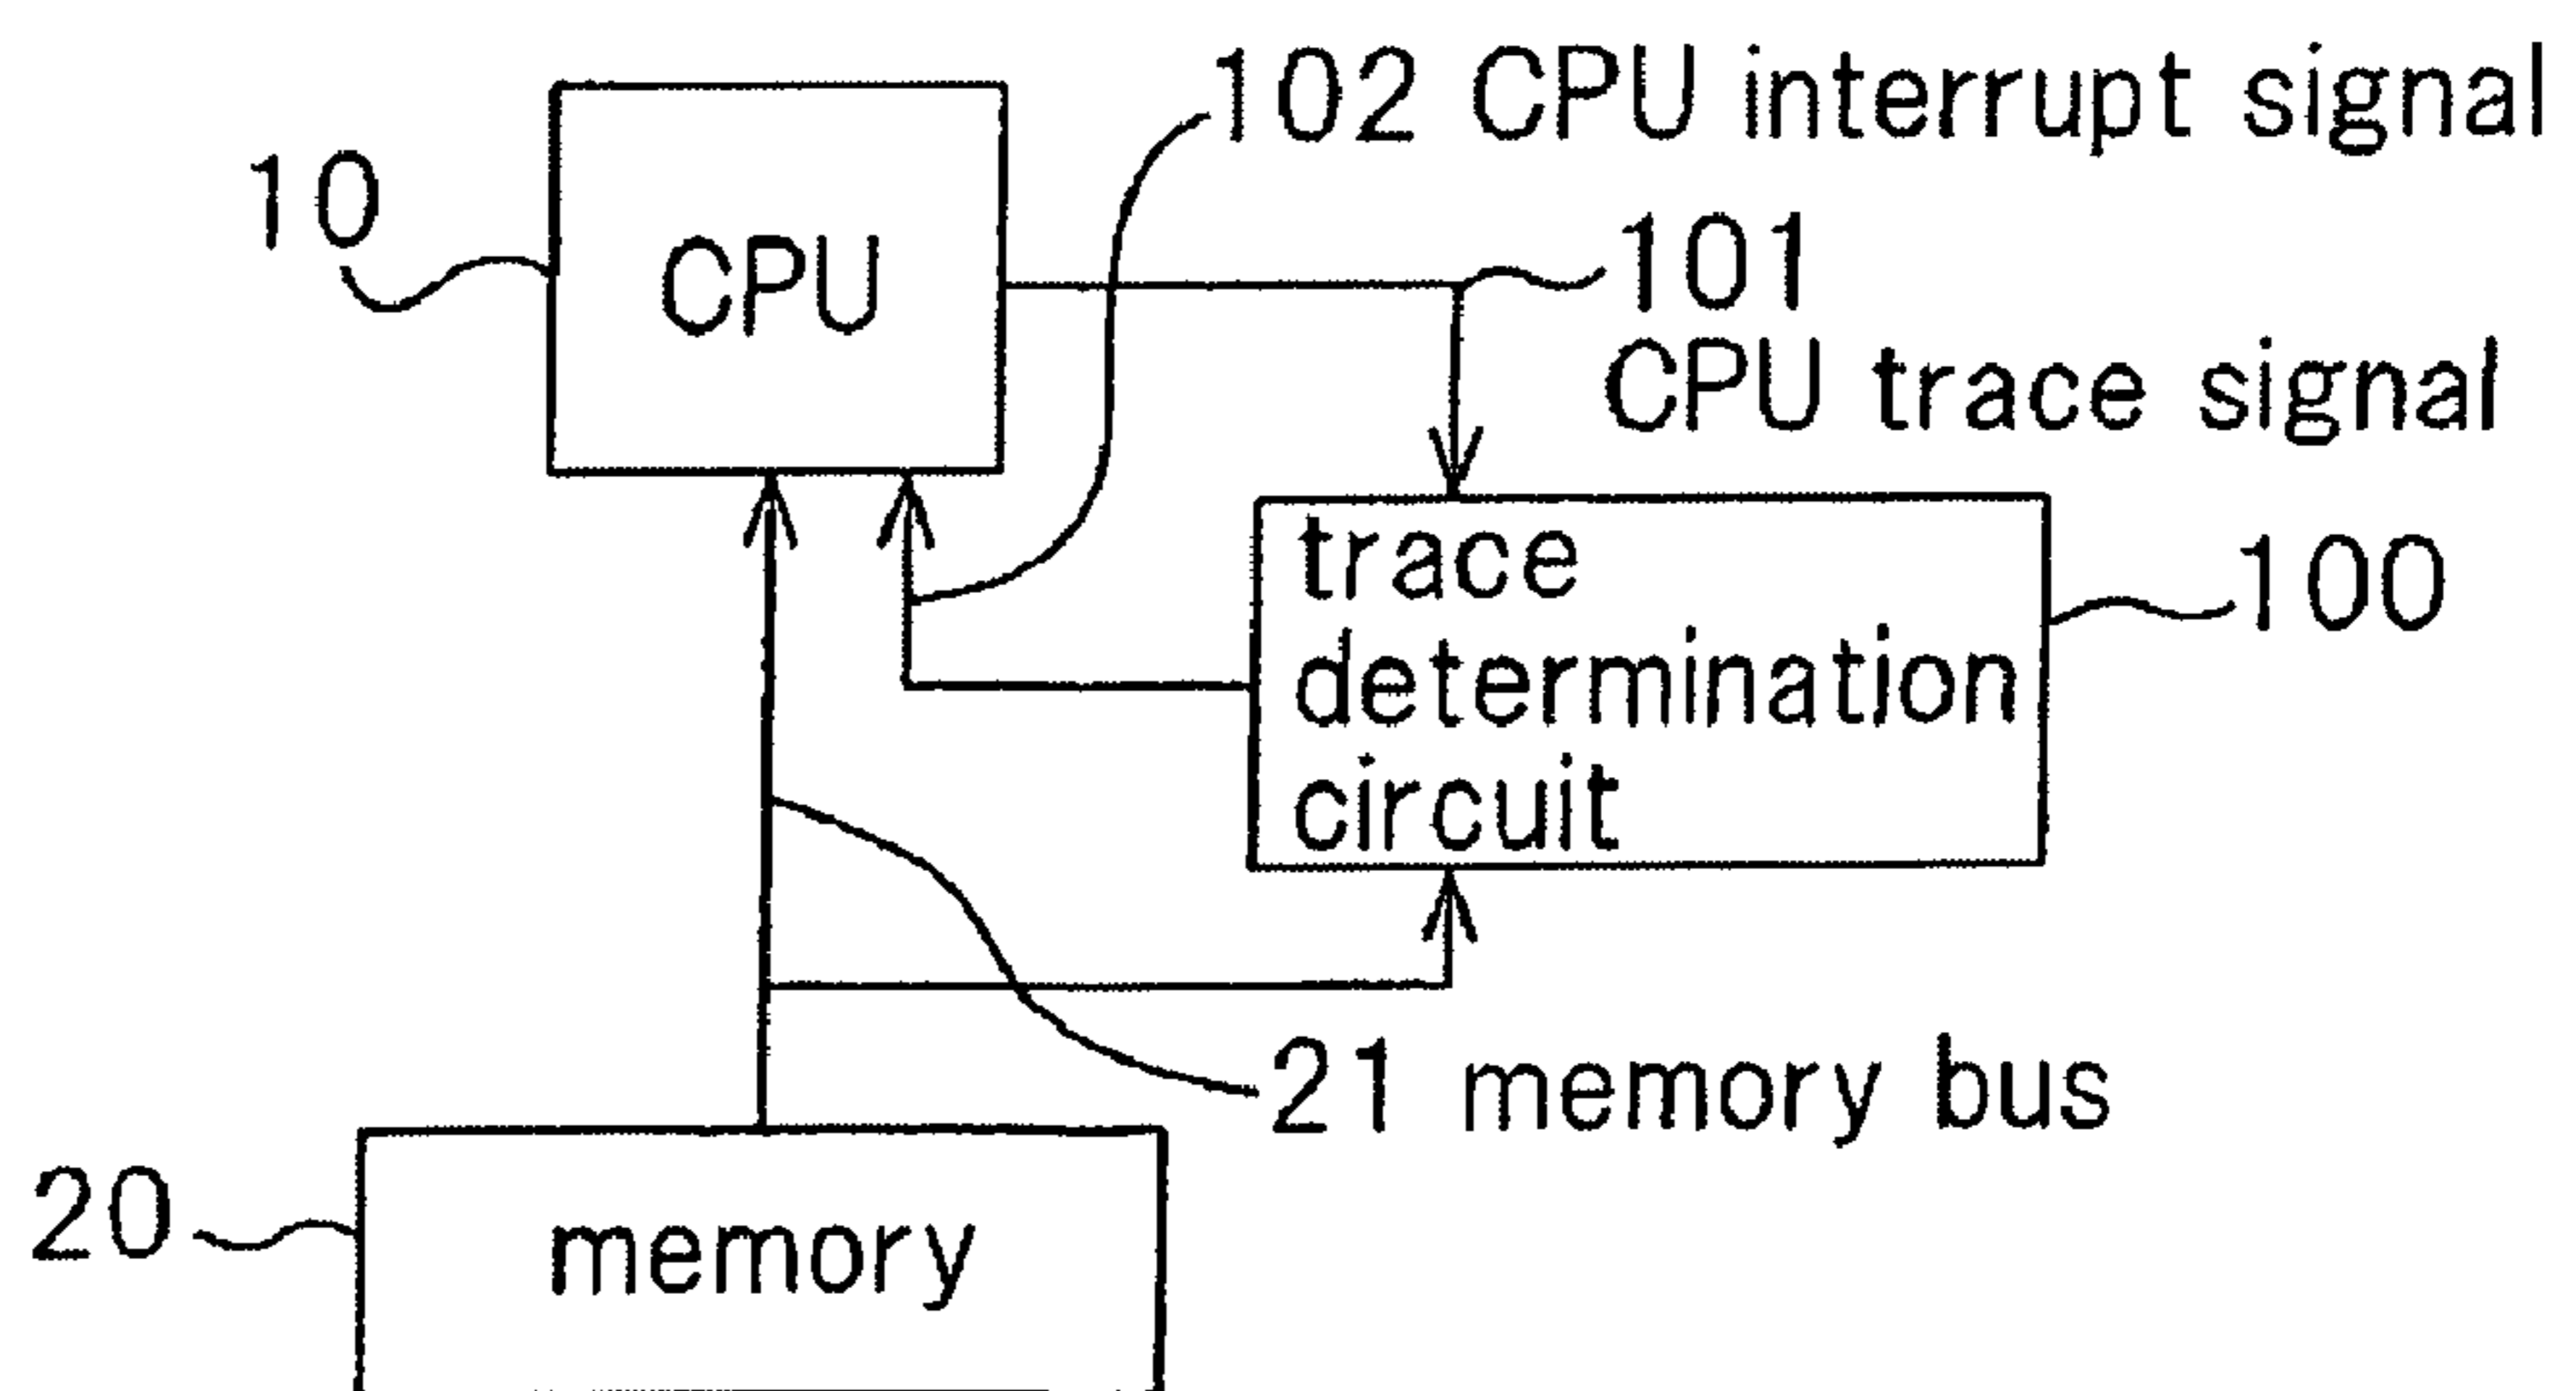 102 CPU interrupt signal
10
CPU
101
CPU trace signal
trace
determination
circuit
100
21 memory bus
20
memory